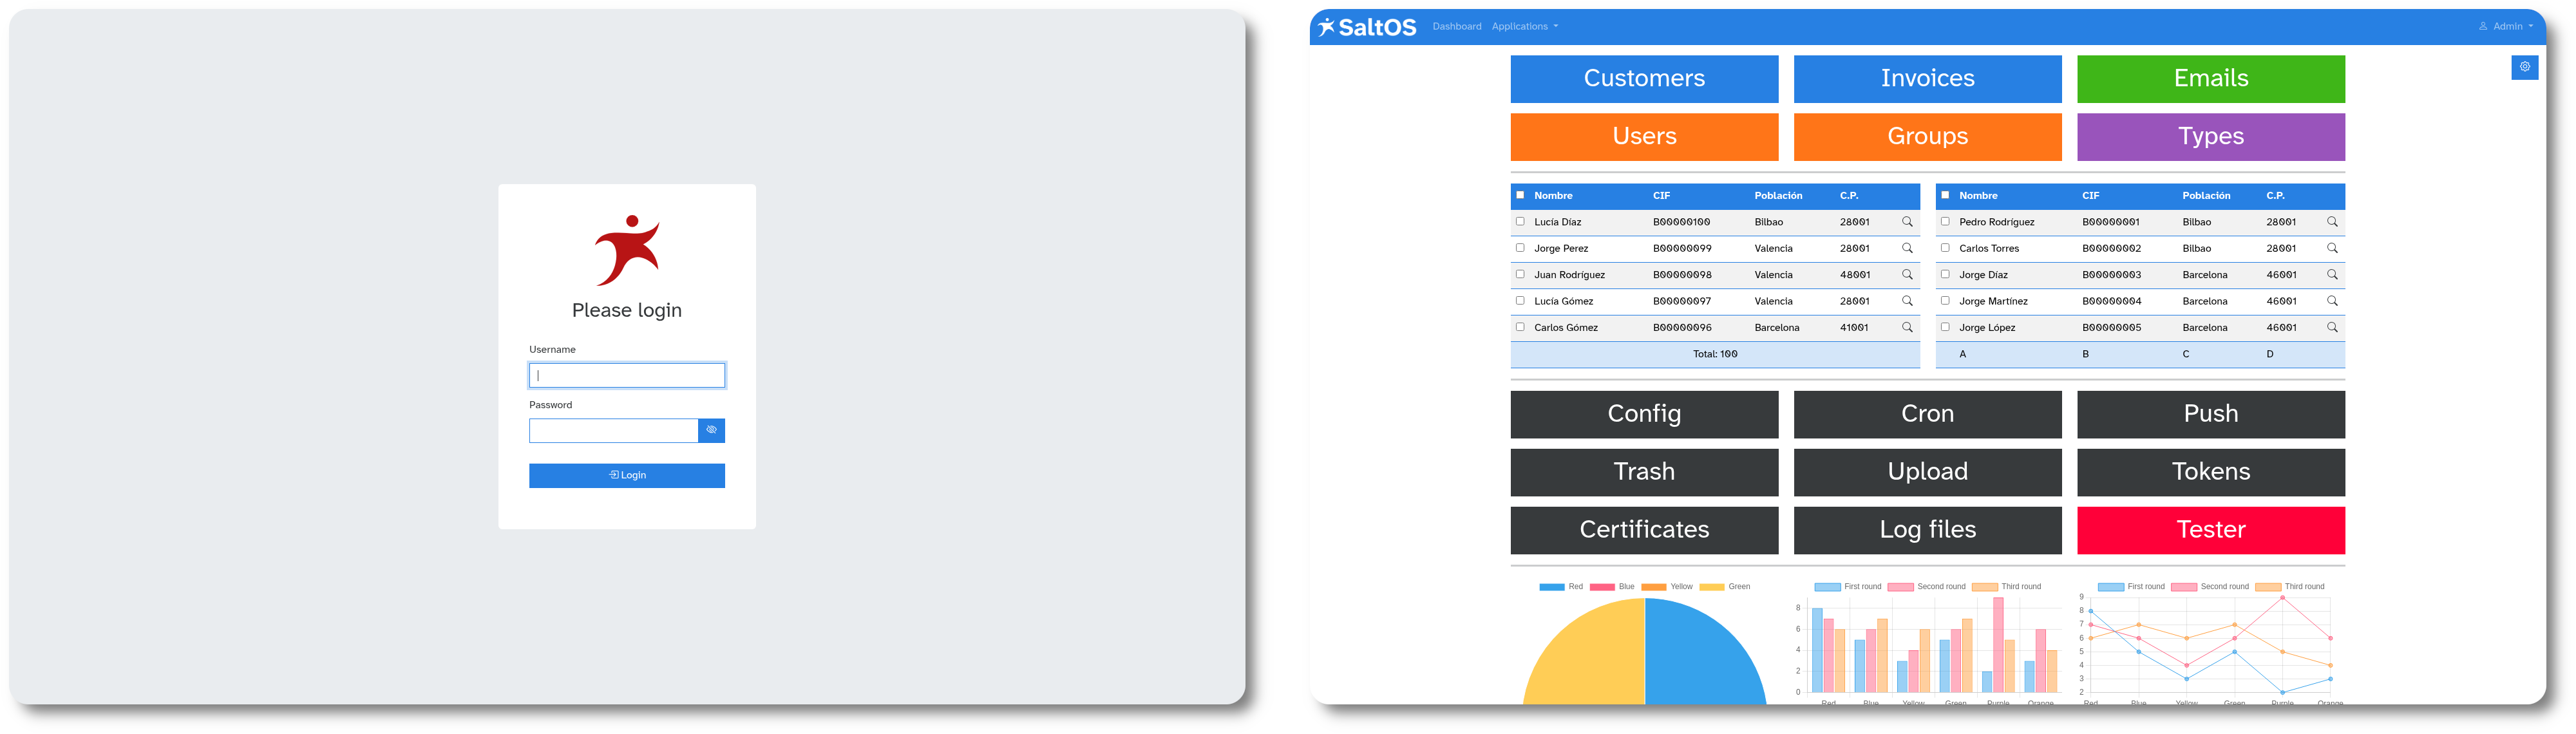 Please login
Username
Password
Login
SaltOS Dashboard Applications Admin
Customers Invoices Emails
Users Groups Types
Nombre CIF Población C.P.
Lucía Díaz B00000100 Bilbao 28001
Jorge Perez B00000099 Valencia 28001
Juan Rodríguez B00000098 Valencia 48001
Lucía Gómez B00000097 Valencia 28001
Carlos Gómez B00000096 Barcelona 41001
Total: 100
Nombre CIF Población C.P.
Pedro Rodríguez B00000001 Bilbao 28001
Carlos Torres B00000002 Bilbao 28001
Jorge Díaz B00000003 Barcelona 46001
Jorge Martínez B00000004 Barcelona 46001
Jorge López B00000005 Barcelona 46001
A B C D
Config Cron Push
Trash Upload Tokens
Certificates Log files Tester
Red Blue Yellow Green
First round Second round Third round
8
6
4
2
0
Red Blue Yellow Green Purple Orange
First round Second round Third round
9
8
7
6
5
4
3
2
Red Blue Yellow Green Purple Orange